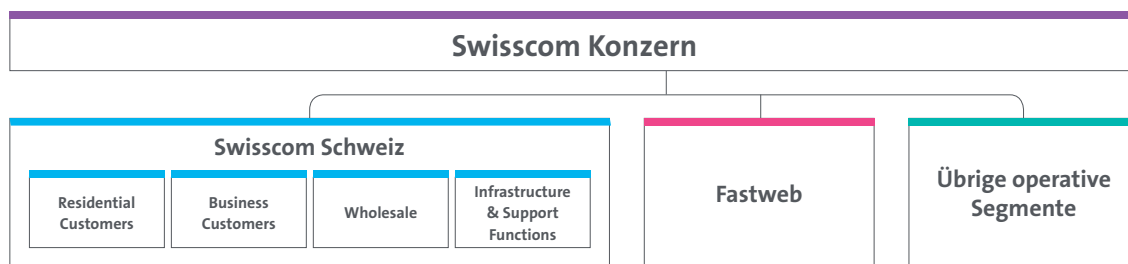 Swisscom Konzern
Swisscom Schweiz
Residential
Customers
Business
Customers
Wholesale
Infrastructure
& Support
Functions
Fastweb
Übrige operative
Segmente